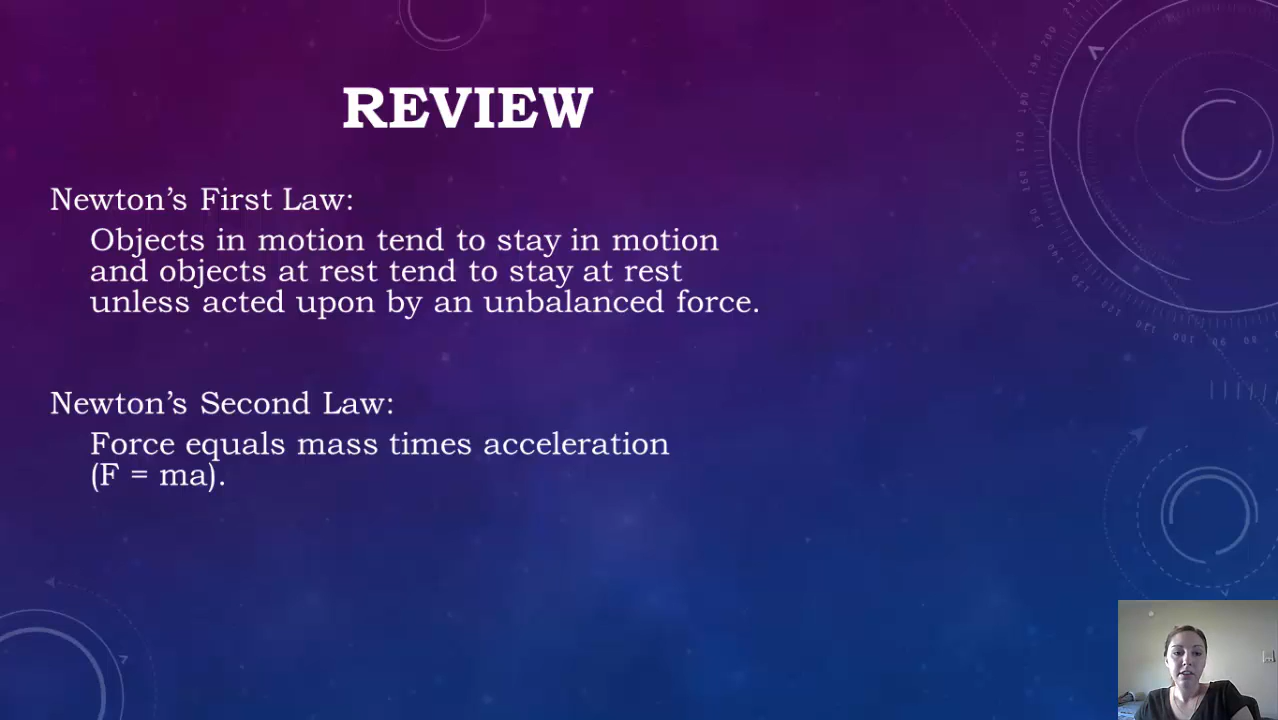 REVIEW
Newton's First Law:
Objects in motion tend to stay in motion
and objects at rest tend to stay at rest
unless acted upon by an unbalanced force.
Newton's Second Law:
Force equals mass times acceleration
(F = ma).